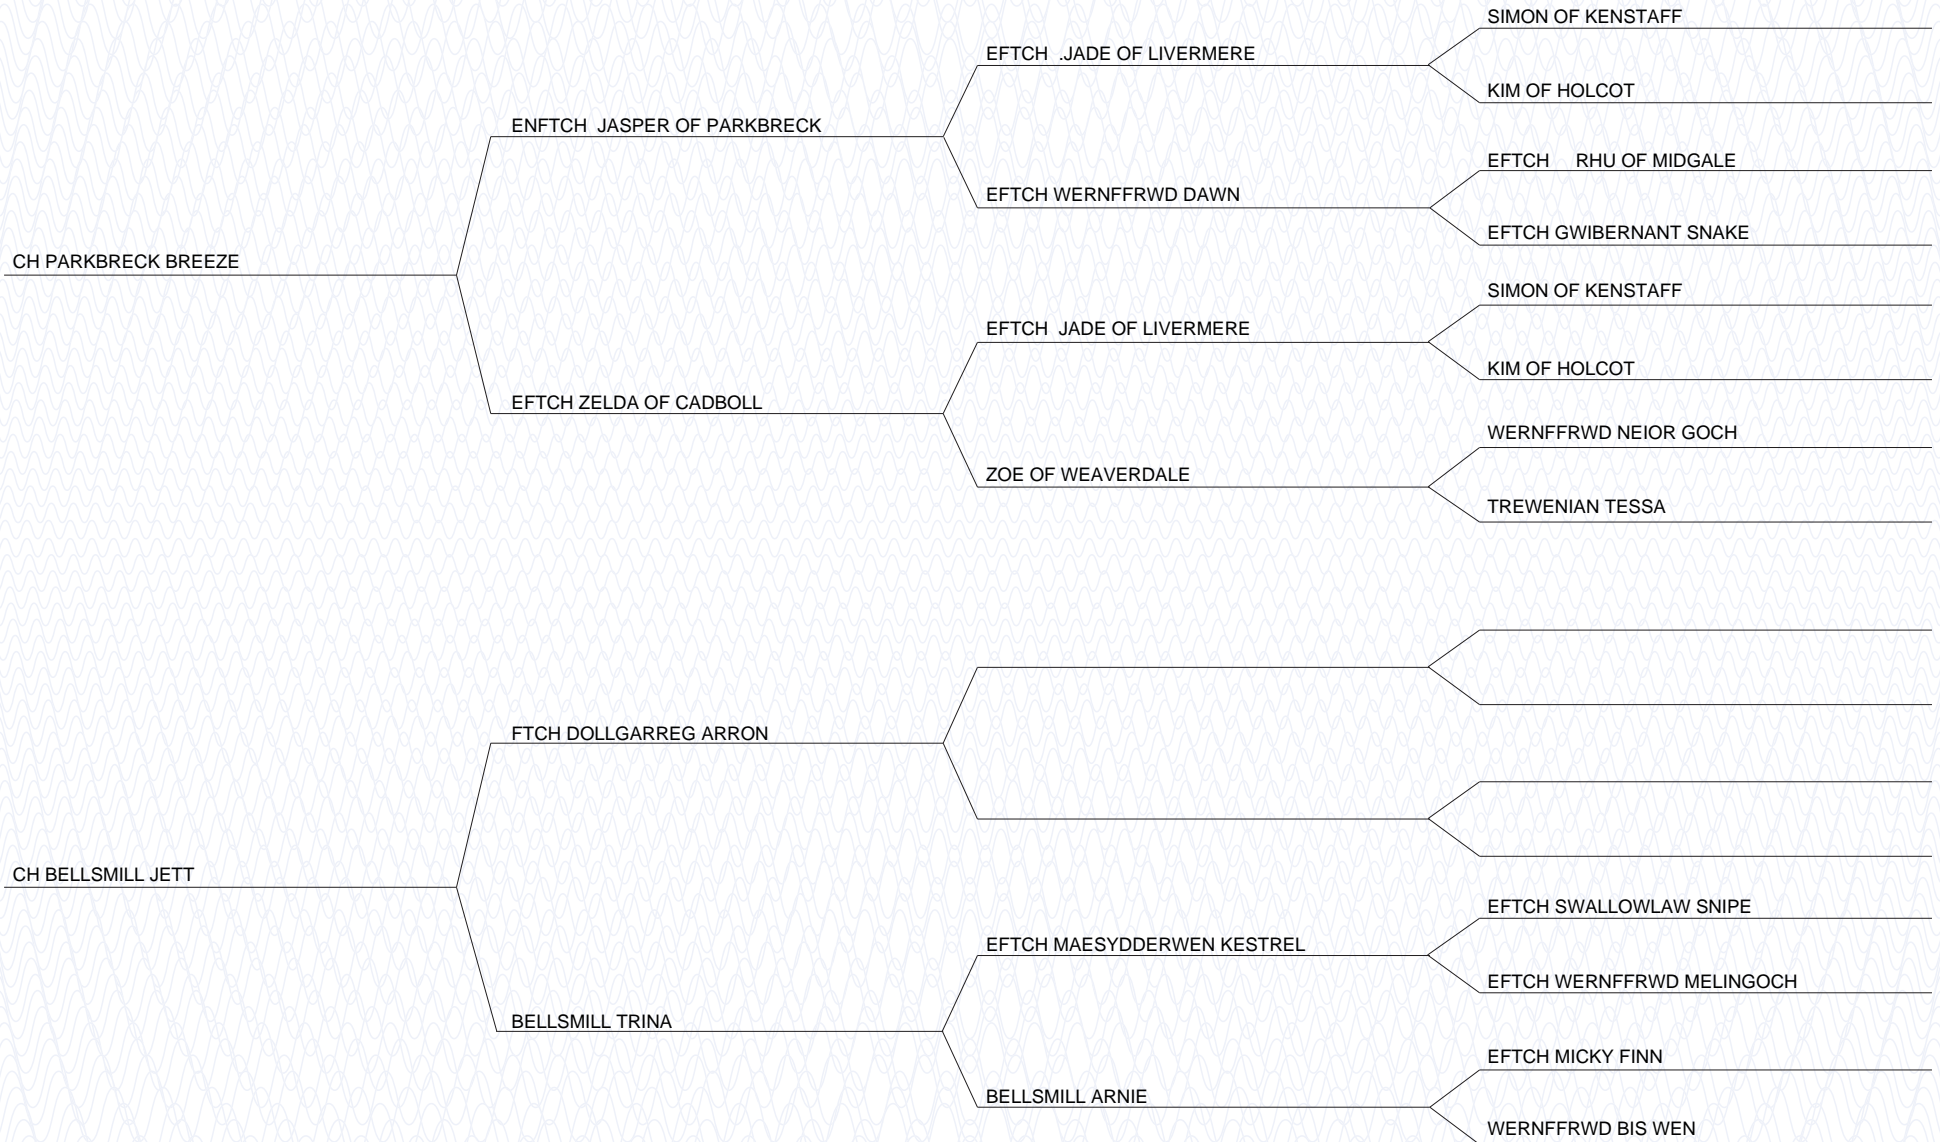 SIMON OF KENSTAFF
EFTCH .JADE OF LIVERMERE
KIM OF HOLCOT
ENFTCH JASPER OF PARKBRECK
EFTCH RHU OF MIDGALE
EFTCH WERNFFRWD DAWN
EFTCH GWIBERNANT SNAKE
CH PARKBRECK BREEZE
SIMON OF KENSTAFF
EFTCH JADE OF LIVERMERE
KIM OF HOLCOT
EFTCH ZELDA OF CADBOLL
WERNFFRWD NEIOR GOCH
ZOE OF WEAVERDALE
TREWENIAN TESSA
FTCH DOLLGARREG ARRON
CH BELLSMILL JETT
EFTCH SWALLOWLAW SNIPE
EFTCH MAESYDDERWEN KESTREL
EFTCH WERNFFRWD MELINGOCH
BELLSMILL TRINA
EFTCH MICKY FINN
BELLSMILL ARNIE
WERNFFRWD BIS WEN